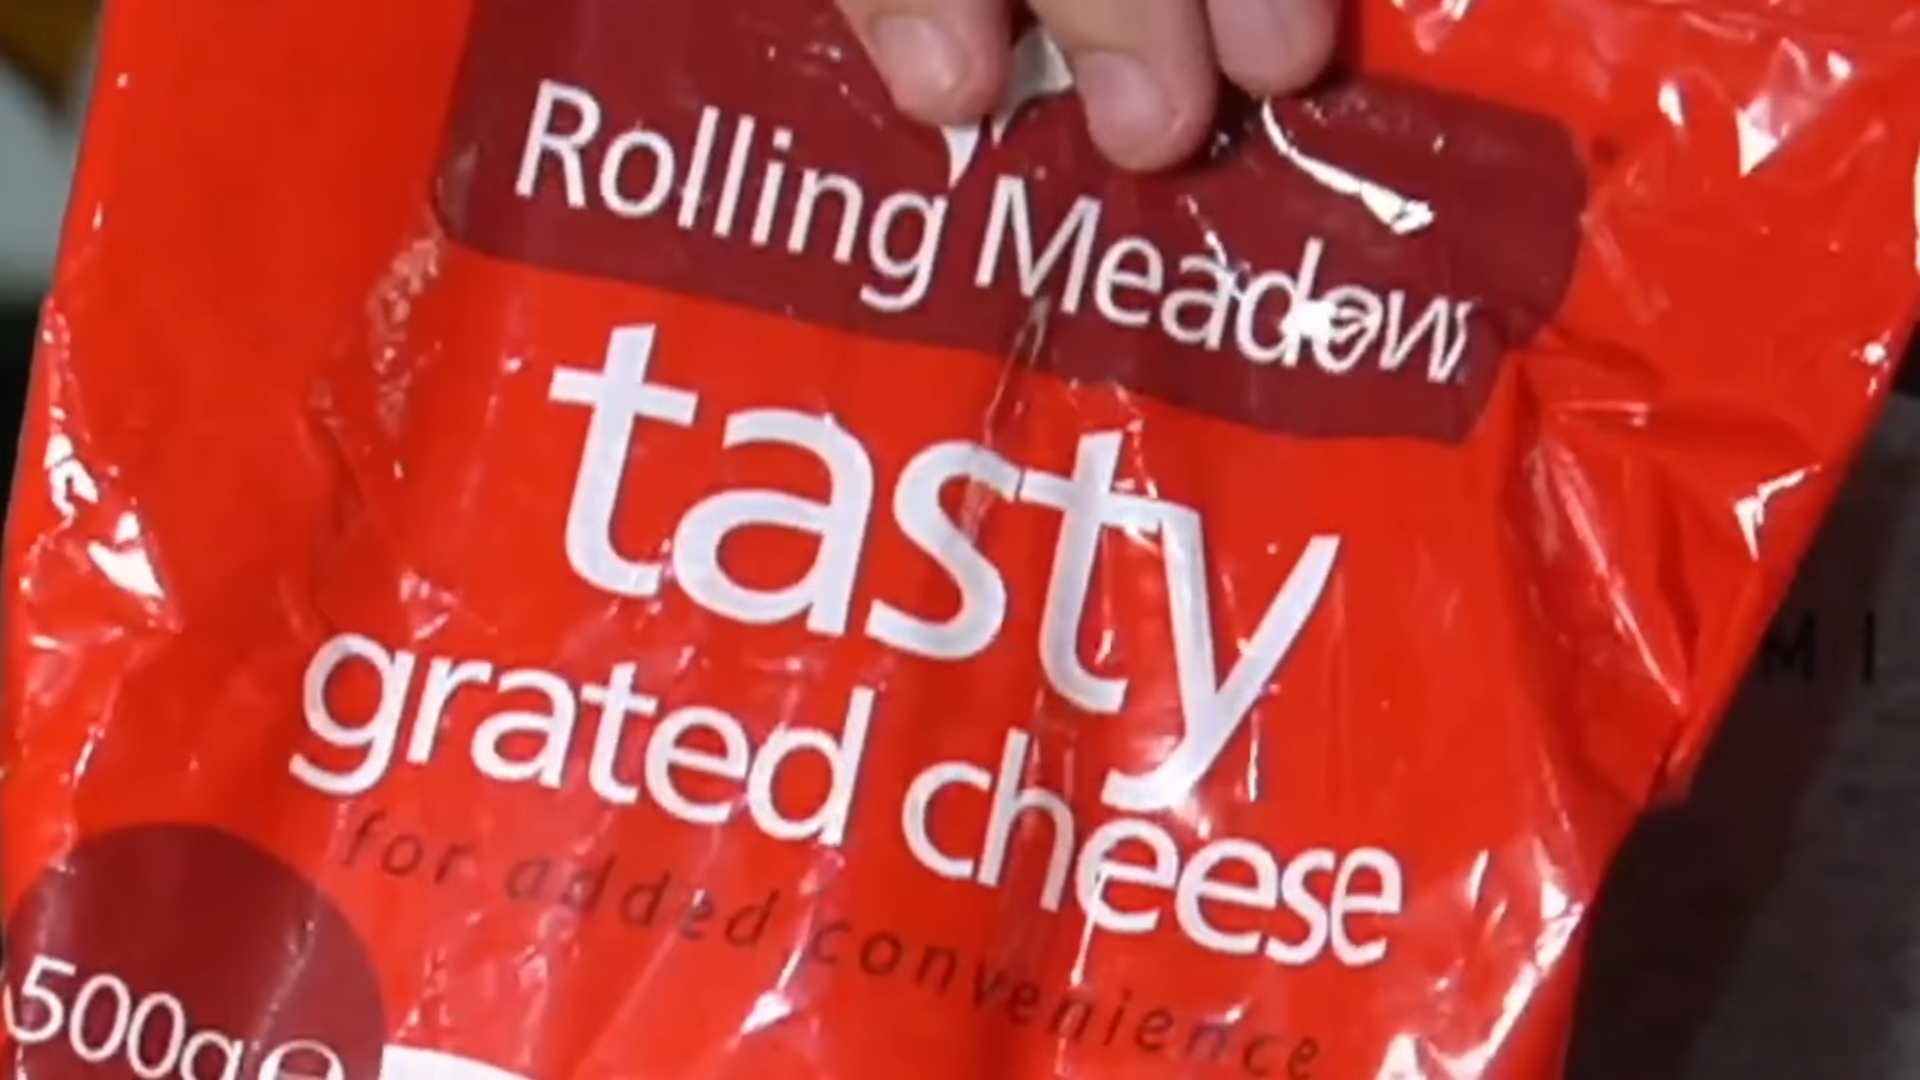 Rolling Meadow
tasty
grated cheese
for added convenience
500g ℮
M I